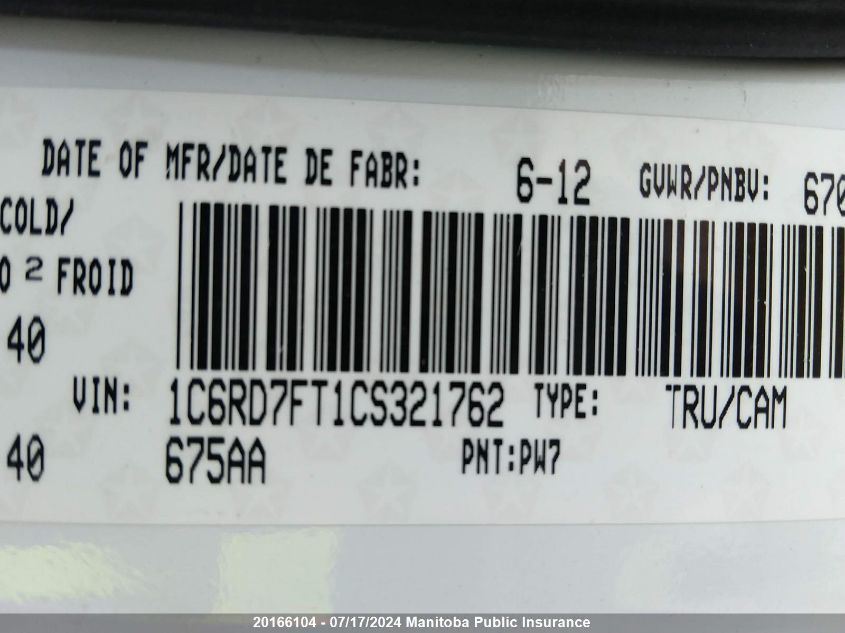 DATE OF MFR/DATE DE FABR: 6-12 GVWR/PNBV: 670
COLD/
0 2 FROID
40
VIN: 1C6RD7FT1CS321762 TYPE: TRU/CAM
40 675AA PNT:PW7
20166104 - 07/17/2024 Manitoba Public Insurance